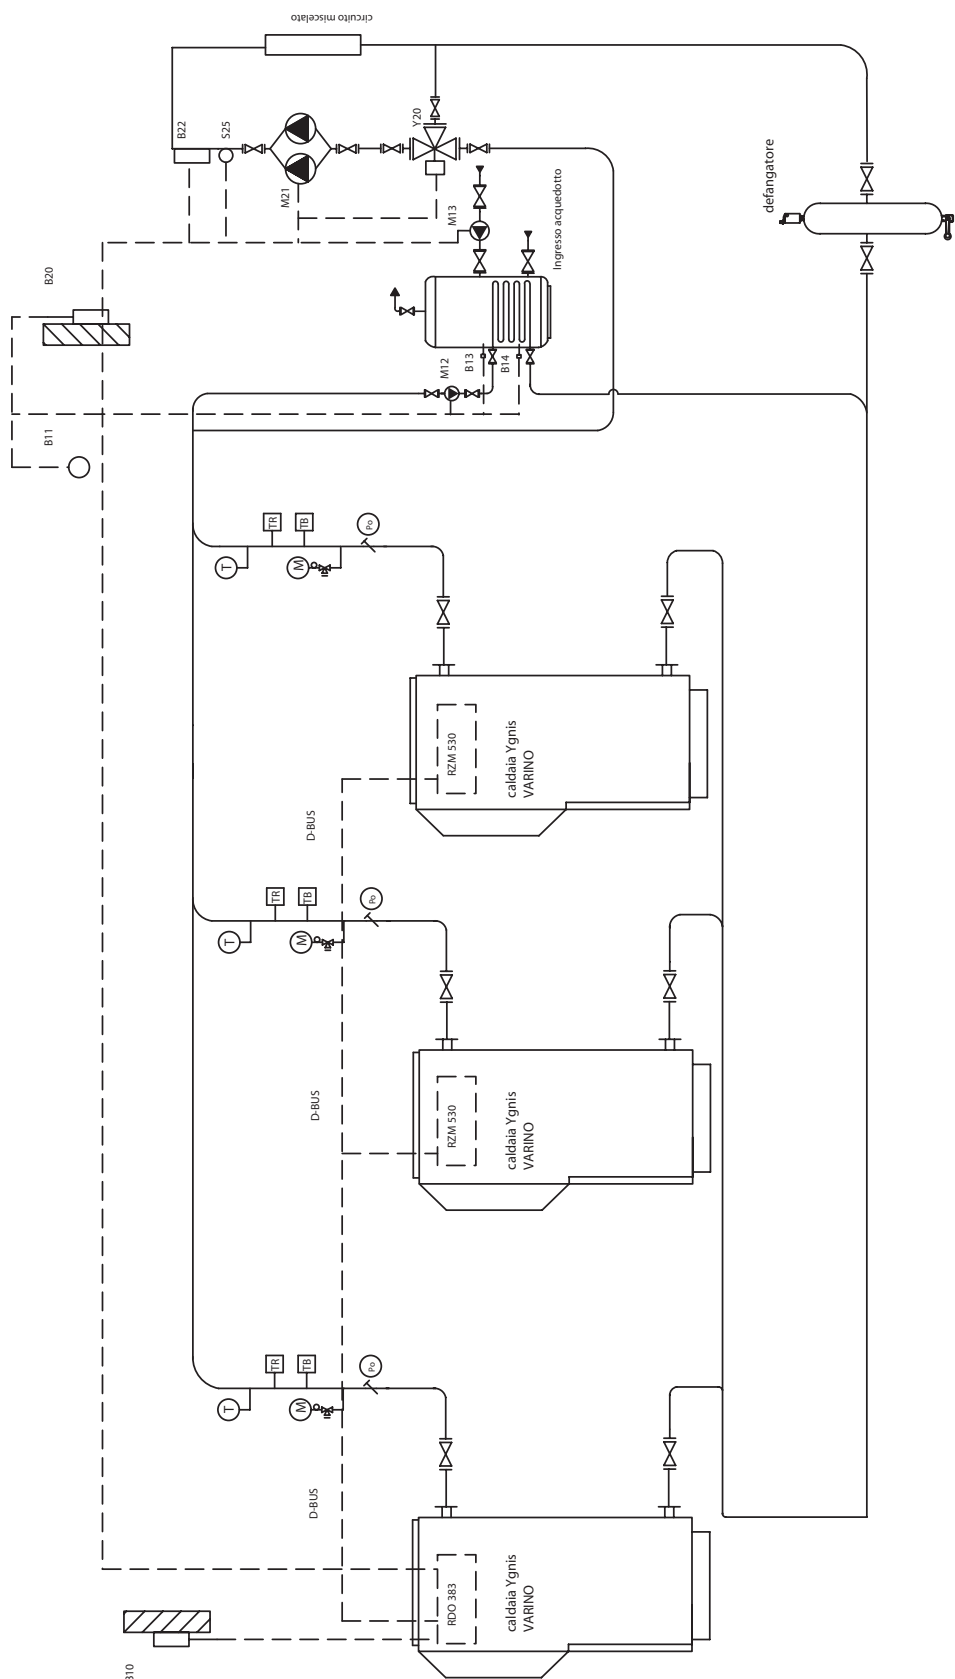 circuito miscelato
B22
S25
M21
Y20
M13
Ingresso acquedotto
defangatore
B20
M12
B13
B14
B11
TR
TB
Po
T
M
RZM 530
caldaia Ygnis
VARINO
D-BUS
TR
TB
Po
T
M
RZM 530
caldaia Ygnis
VARINO
D-BUS
TR
TB
Po
T
M
D-BUS
RDO 383
caldaia Ygnis
VARINO
B10